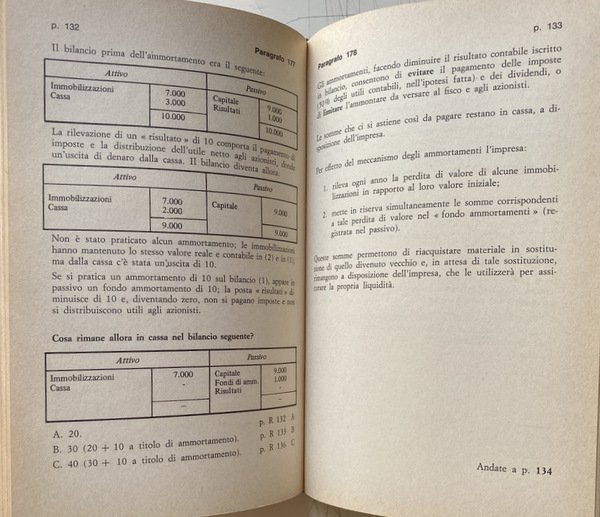 p. 132
Paragrafo 177
Il bilancio prima dell'ammortamento era il seguente:
Attivo Passivo
Immobilizzazioni 7.000 Capitale 9.000
Cassa 3.000 Risultati 1.000
10.000 10.000
La rilevazione di un « risultato » di 10 comporta il pagamento di
imposte e la distribuzione dell'utile netto agli azionisti, donde
un'uscita di denaro dalla cassa. Il bilancio diventa allora:
Attivo Passivo
Immobilizzazioni 7.000 Capitale 9.000
Cassa 2.000
9.000 9.000
Non è stato praticato alcun ammortamento; le immobilizzazioni
hanno mantenuto lo stesso valore reale e contabile in (2) e in (1),
ma dalla cassa c'è stata un'uscita di 10.
Se si pratica un ammortamento di 10 sul bilancio (1), appare in
passivo un fondo ammortamento di 10; la posta « risultati » di
minuisce di 10 e, diventando zero, non si pagano imposte e non
si distribuiscono utili agli azionisti.
Cosa rimane allora in cassa nel bilancio seguente?
Attivo Passivo
Immobilizzazioni 7.000 Capitale 9.000
Cassa - Fondi di amm. 1.000
Risultati -
– –
A. 20. p. R 132 A
B. 30 (20 + 10 a titolo di ammortamento). p. R 133 B
C. 40 (30 + 10 a titolo di ammortamento). p. R 136 C
p. 133
Paragrafo 178
Gli ammortamenti, facendo diminuire il risultato contabile iscritto
in bilancio, consentono di evitare il pagamento delle imposte
(50% degli utili contabili, nell'ipotesi fatta) e dei dividendi, o
di limitare l'ammontare da versare al fisco e agli azionisti.
Le somme che ci si astiene così da pagare restano in cassa, a di-
sposizione dell'impresa.
Per effetto del meccanismo degli ammortamenti l'impresa:
1. rileva ogni anno la perdita di valore di alcune immobi-
lizzazioni in rapporto al loro valore iniziale;
2. mette in riserva simultaneamente le somme corrispondenti
a tale perdita di valore nel « fondo ammortamenti » (re-
gistrata nel passivo).
Queste somme permettono di riacquistare materiale in sostitu-
zione di quello divenuto vecchio e, in attesa di tale sostituzione,
rimangono a disposizione dell'impresa, che le utilizzerà per assi-
curare la propria liquidità.
Andate a p. 134